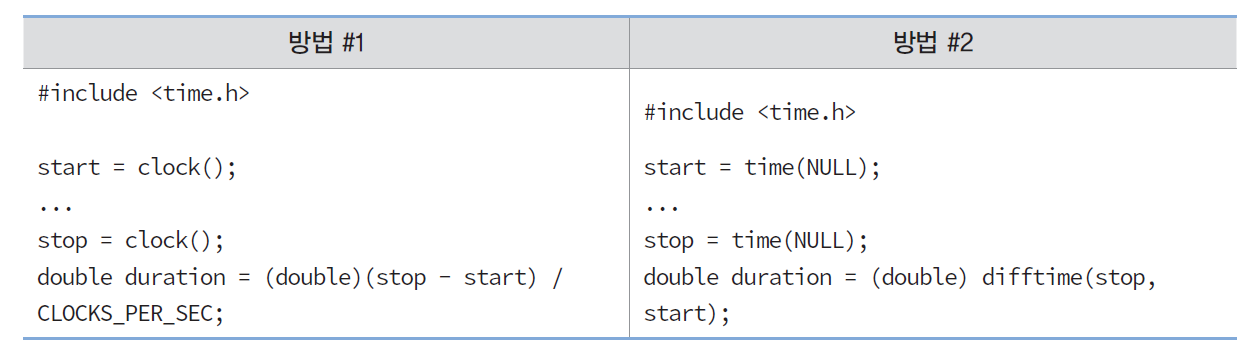 방법 #1
#include <time.h>
start = clock();
...
stop = clock();
double duration = (double)(stop - start) /
CLOCKS_PER_SEC;
방법 #2
#include <time.h>
start = time(NULL);
...
stop = time(NULL);
double duration = (double) difftime(stop,
start);